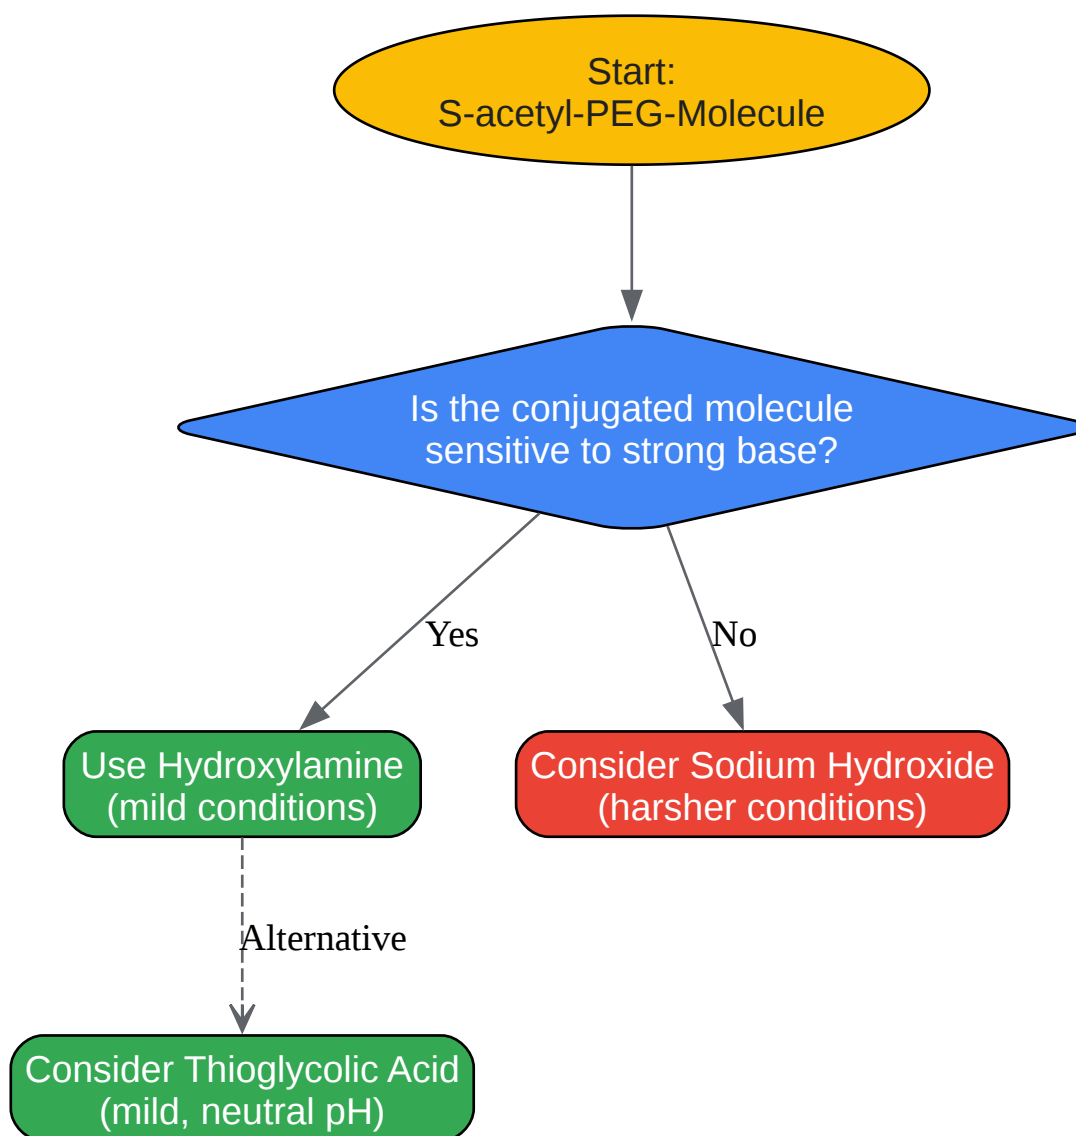 Start:
S-acetyl-PEG-Molecule
Is the conjugated molecule
sensitive to strong base?
Yes
No
Use Hydroxylamine
(mild conditions)
Consider Sodium Hydroxide
(harsher conditions)
Alternative
Consider Thioglycolic Acid
(mild, neutral pH)